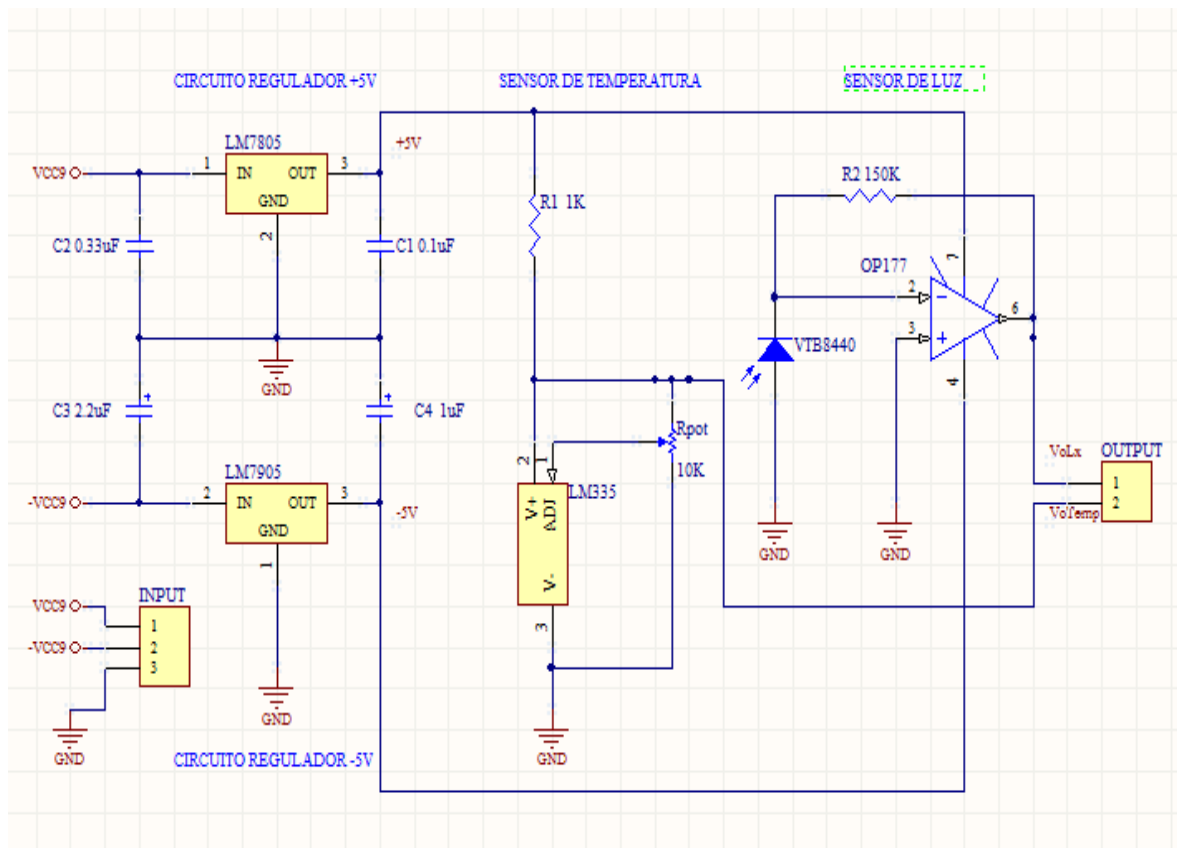 CIRCUITO REGULADOR +5V
SENSOR DE TEMPERATURA
SENSOR DE LUZ
LM7805
+5V
VCC9
1
IN
OUT
3
GND
2
C2 0.33uF
C1 0.1uF
GND
R1 1K
R2 150K
OP177
7
2
3
6
4
VTB8440
C3 2.2uF
C4 1uF
Rpot
10K
LM7905
-VCC9
2
IN
OUT
3
-5V
GND
1
2
1
LM335
V+
ADJ
V-
3
GND
GND
VoLx
OUTPUT
1
2
VoTemp
INPUT
VCC9
1
-VCC9
2
3
GND
GND
GND
CIRCUITO REGULADOR -5V